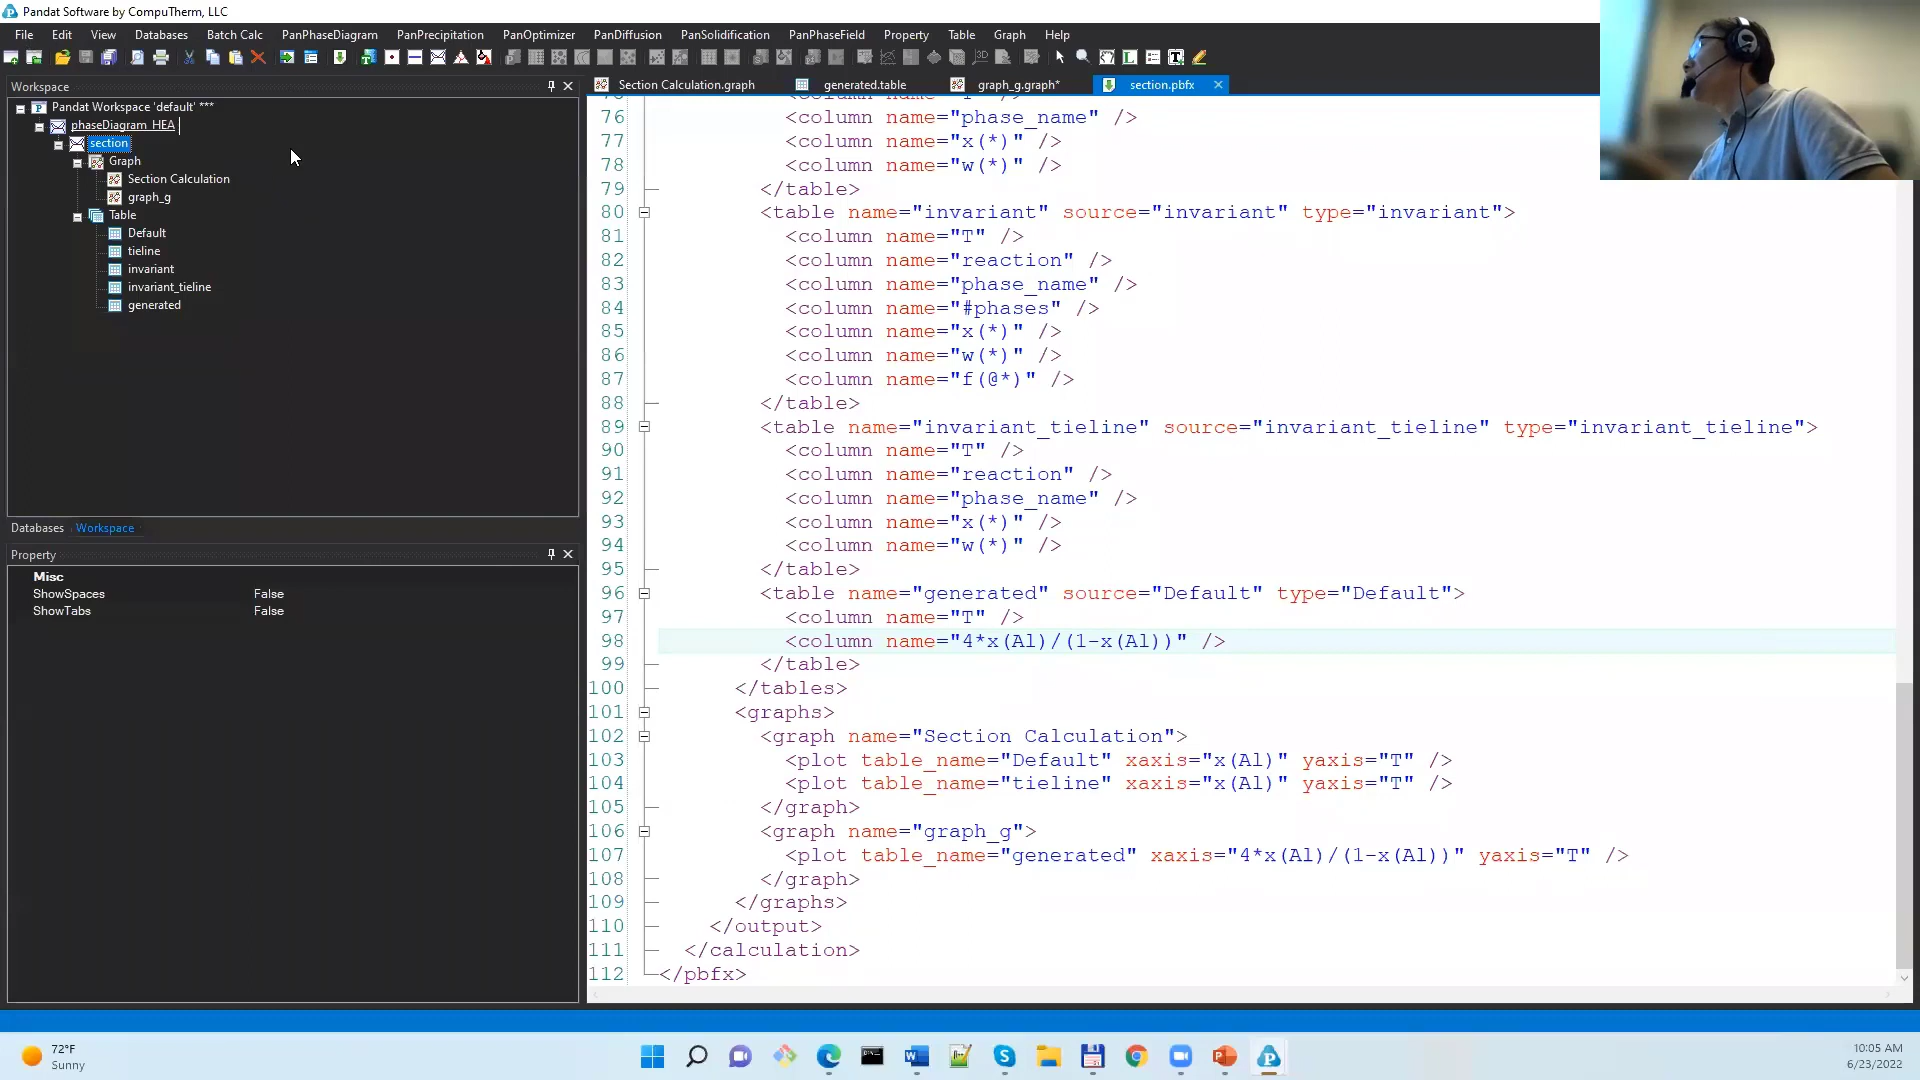 Pandat Software by CompuTherm, LLC
File Edit View Databases Batch Calc PanPhaseDiagram PanPrecipitation PanOptimizer PanDiffusion PanSolidification PanPhaseField Property Table Graph Help
Workspace
Section Calculation.graph generated.table graph_g.graph* section.pbfx
Pandat Workspace 'default' ***
phaseDiagram_HEA
section
Graph
Section Calculation
graph_g
Table
Default
tieline
invariant
invariant_tieline
generated
Databases Workspace
Property
Misc
ShowSpaces False
ShowTabs False
76 <column name="phase_name" />
77 <column name="x(*)" />
78 <column name="w(*)" />
79 </table>
80 <table name="invariant" source="invariant" type="invariant">
81 <column name="T" />
82 <column name="reaction" />
83 <column name="phase_name" />
84 <column name="#phases" />
85 <column name="x(*)" />
86 <column name="w(*)" />
87 <column name="f(@*)" />
88 </table>
89 <table name="invariant_tieline" source="invariant_tieline" type="invariant_tieline">
90 <column name="T" />
91 <column name="reaction" />
92 <column name="phase_name" />
93 <column name="x(*)" />
94 <column name="w(*)" />
95 </table>
96 <table name="generated" source="Default" type="Default">
97 <column name="T" />
98 <column name="4*x(Al)/(1-x(Al))" />
99 </table>
100 </tables>
101 <graphs>
102 <graph name="Section Calculation">
103 <plot table_name="Default" xaxis="x(Al)" yaxis="T" />
104 <plot table_name="tieline" xaxis="x(Al)" yaxis="T" />
105 </graph>
106 <graph name="graph_g">
107 <plot table_name="generated" xaxis="4*x(Al)/(1-x(Al))" yaxis="T" />
108 </graph>
109 </graphs>
110 </output>
111 </calculation>
112 </pbfx>
72°F
Sunny
10:05 AM
6/23/2022